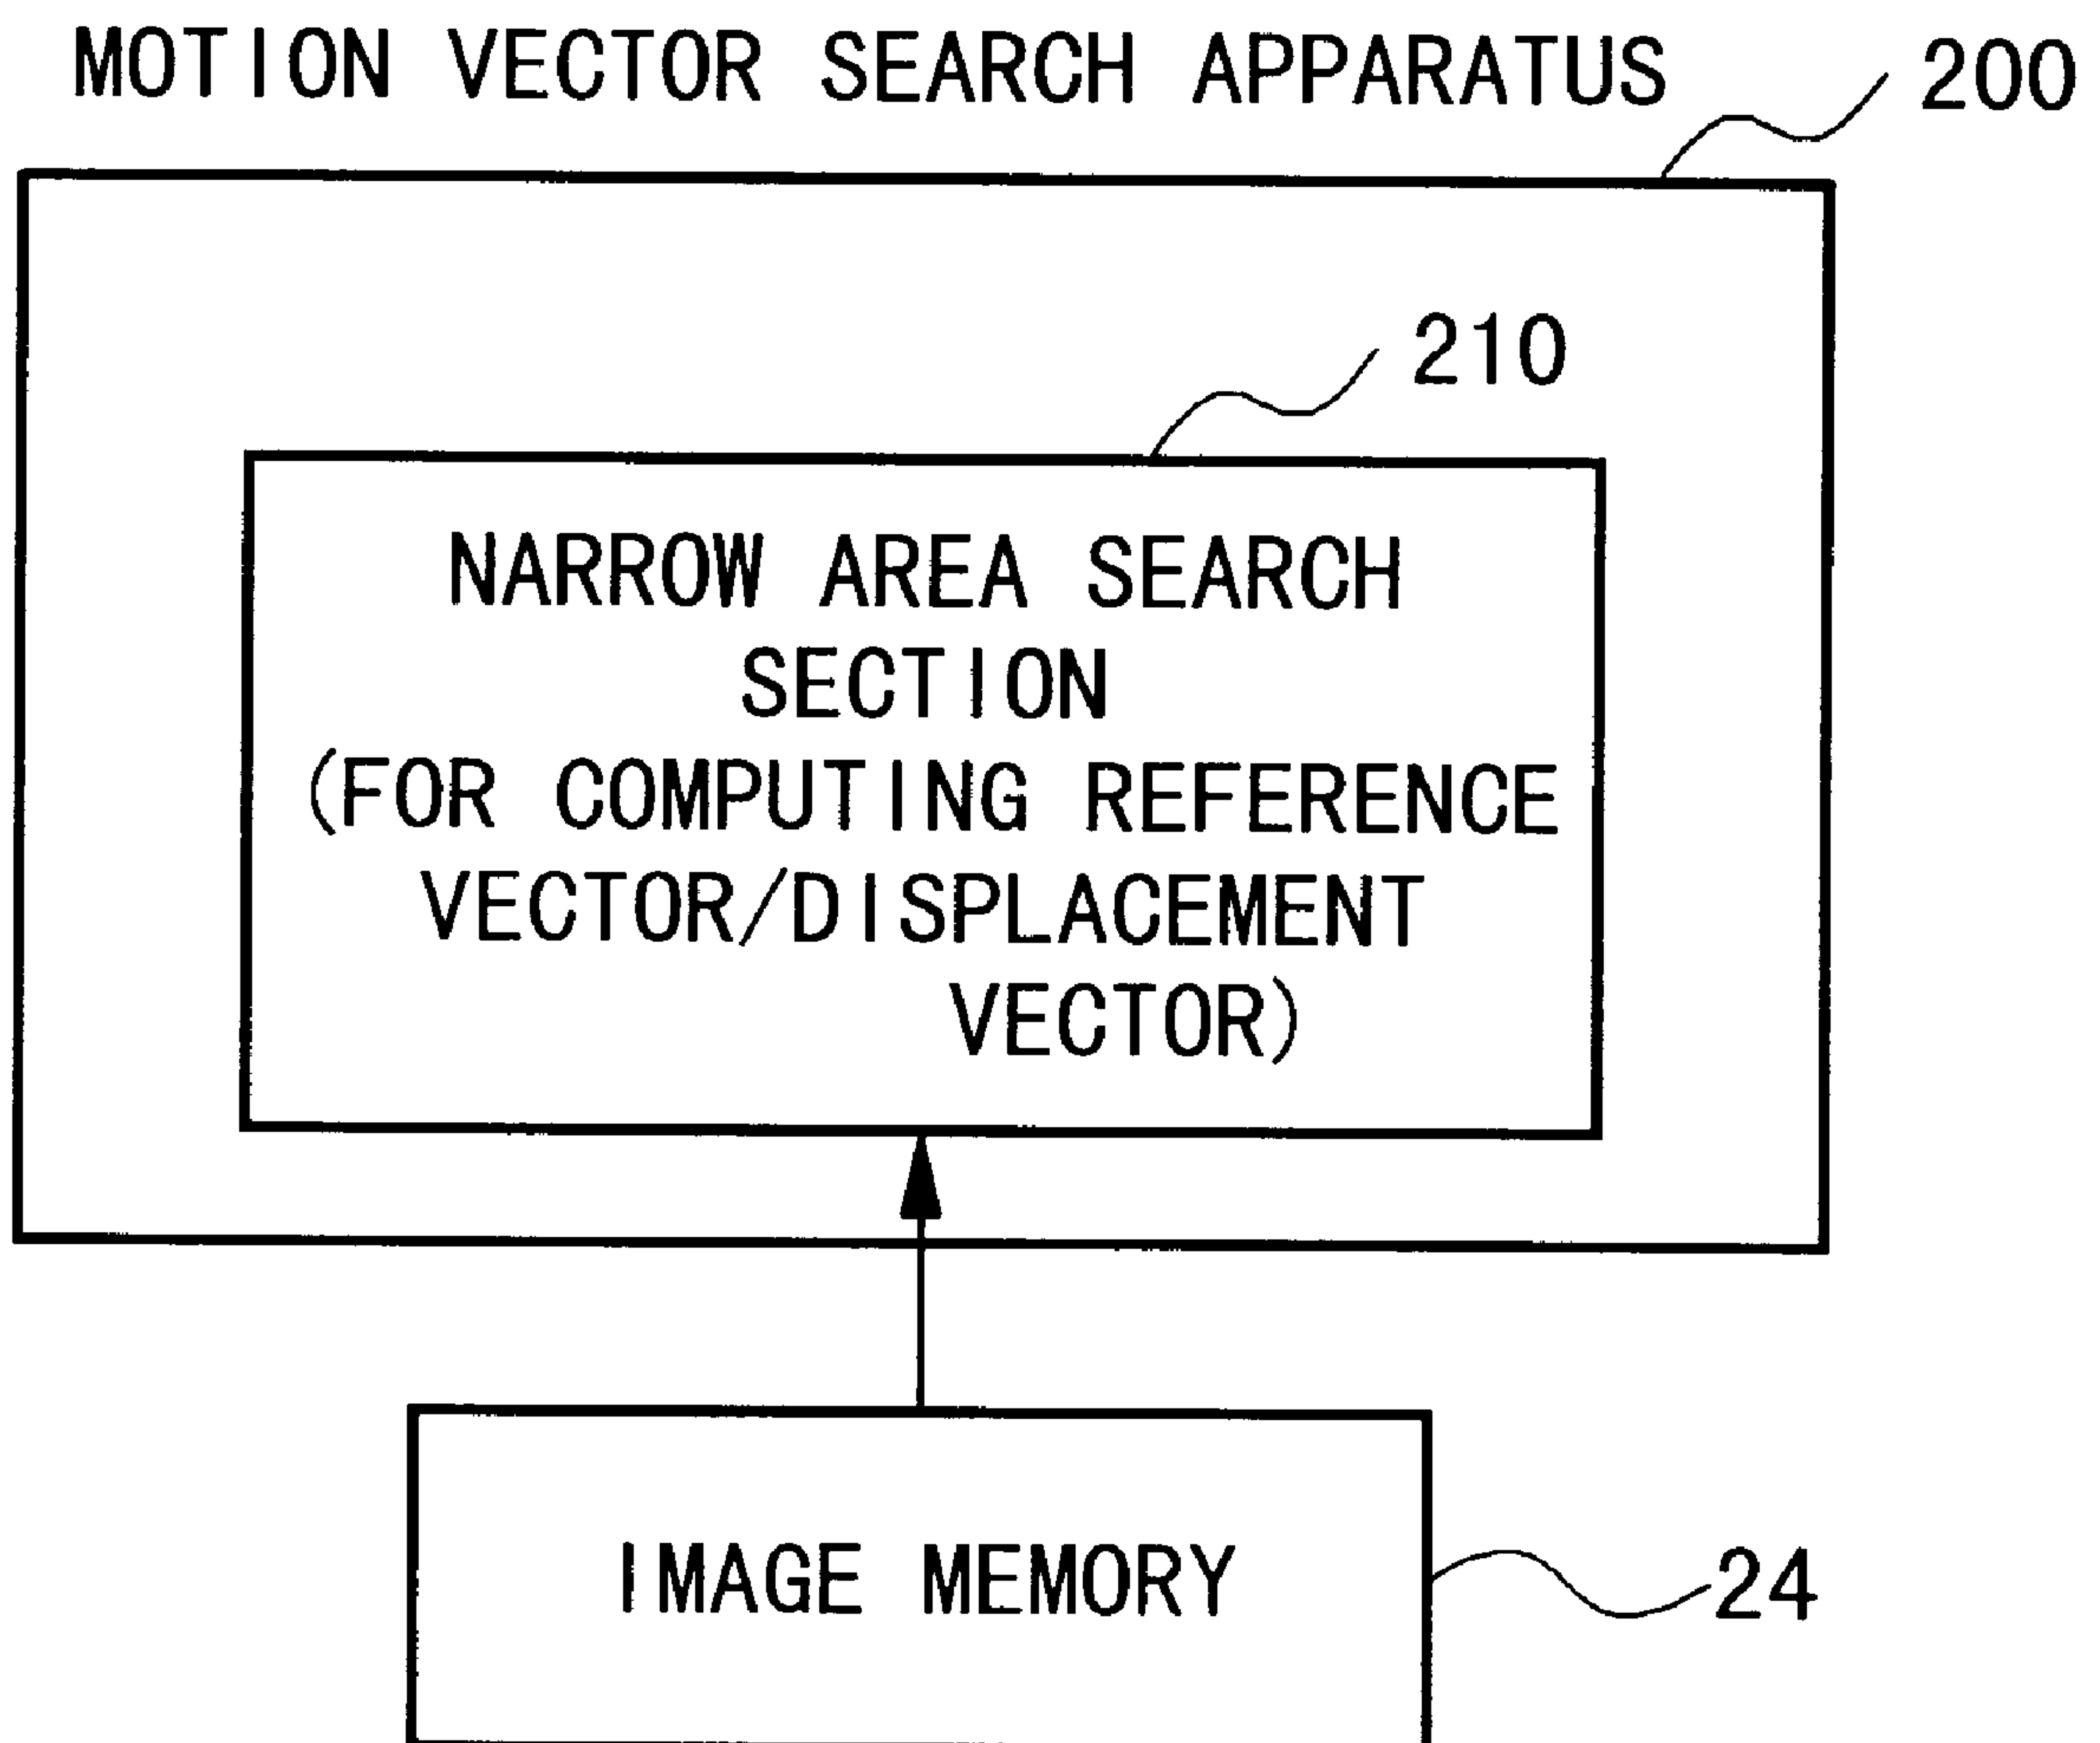 MOTION VECTOR SEARCH APPARATUS
200
210
NARROW AREA SEARCH
SECTION
(FOR COMPUTING REFERENCE
VECTOR/DISPLACEMENT
VECTOR)
IMAGE MEMORY
24